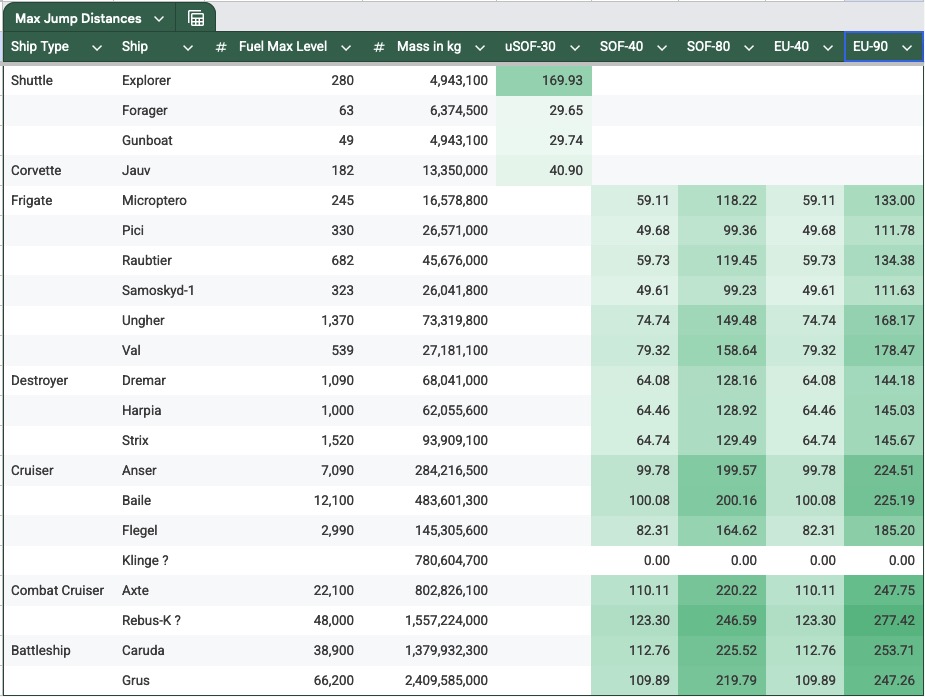 Max Jump Distances
Ship Type Ship # Fuel Max Level # Mass in kg uSOF-30 SOF-40 SOF-80 EU-40 EU-90
Shuttle Explorer 280 4,943,100 169.93
Forager 63 6,374,500 29.65
Gunboat 49 4,943,100 29.74
Corvette Jauv 182 13,350,000 40.90
Frigate Microptero 245 16,578,800 59.11 118.22 59.11 133.00
Pici 330 26,571,000 49.68 99.36 49.68 111.78
Raubtier 682 45,676,000 59.73 119.45 59.73 134.38
Samoskyd-1 323 26,041,800 49.61 99.23 49.61 111.63
Ungher 1,370 73,319,800 74.74 149.48 74.74 168.17
Val 539 27,181,100 79.32 158.64 79.32 178.47
Destroyer Dremar 1,090 68,041,000 64.08 128.16 64.08 144.18
Harpia 1,000 62,055,600 64.46 128.92 64.46 145.03
Strix 1,520 93,909,100 64.74 129.49 64.74 145.67
Cruiser Anser 7,090 284,216,500 99.78 199.57 99.78 224.51
Baile 12,100 483,601,300 100.08 200.16 100.08 225.19
Flegel 2,990 145,305,600 82.31 164.62 82.31 185.20
Klinge ? 780,604,700 0.00 0.00 0.00 0.00
Combat Cruiser Axte 22,100 802,826,100 110.11 220.22 110.11 247.75
Rebus-K ? 48,000 1,557,224,000 123.30 246.59 123.30 277.42
Battleship Caruda 38,900 1,379,932,300 112.76 225.52 112.76 253.71
Grus 66,200 2,409,585,000 109.89 219.79 109.89 247.26